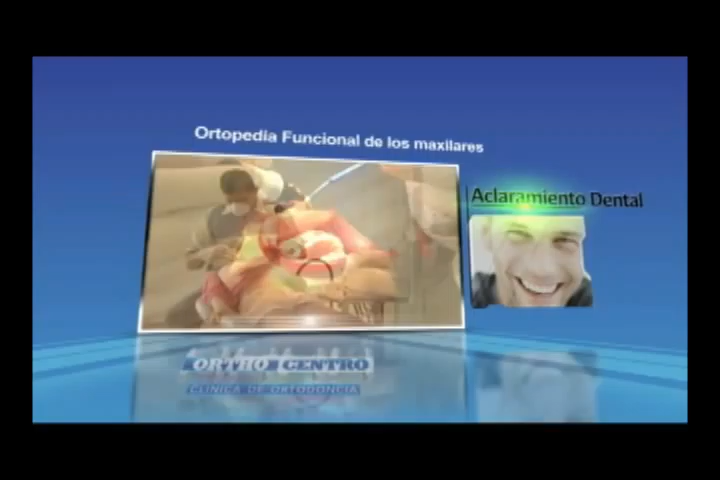 Ortopedia Funcional de los maxilares
Aclaramiento Dental
ORTHO CENTRO
CLINICA DE ORTODONCIA